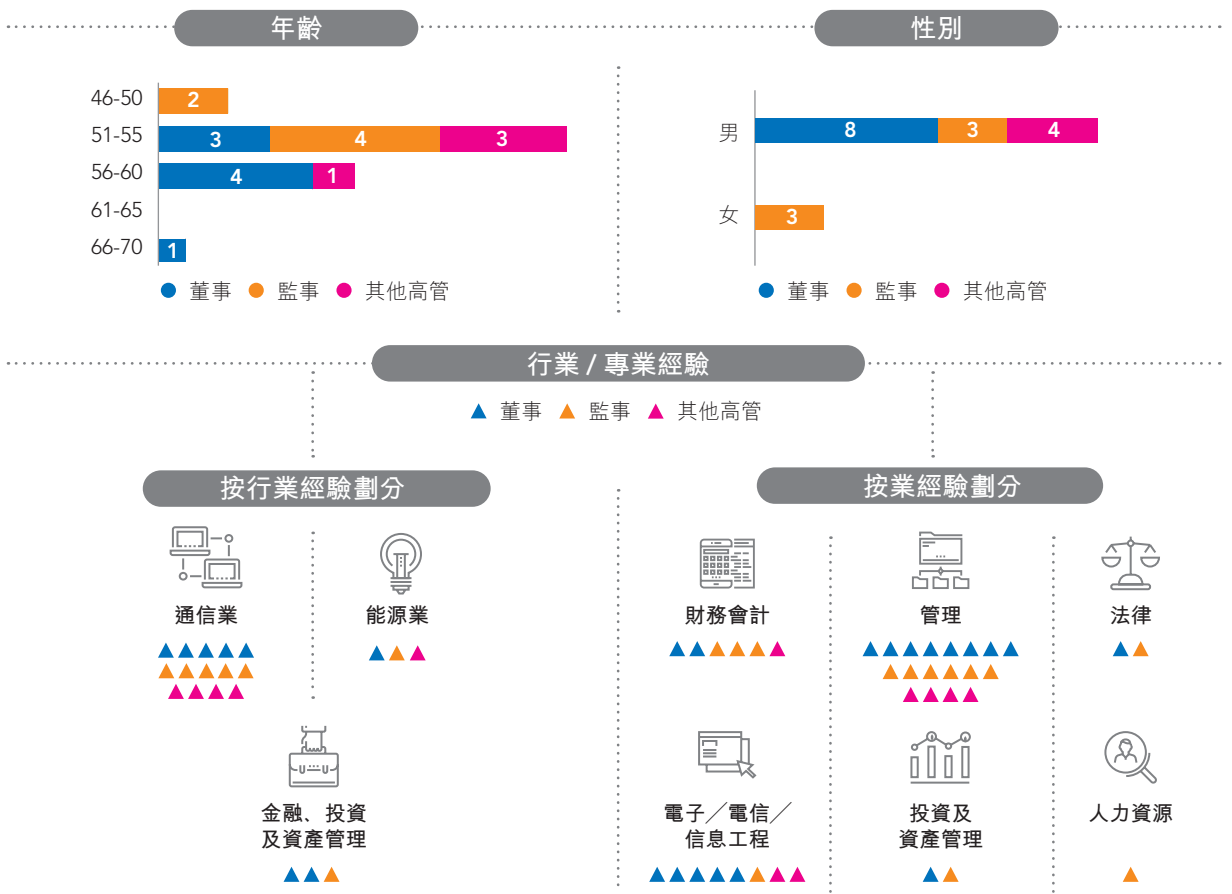 年齡
性別
46-50
2
51-55
3 4 3
56-60
4 1
61-65
66-70
1
董事 監事 其他高管
男
8 3 4
女
3
董事 監事 其他高管
行業 / 專業經驗
董事 監事 其他高管
按行業經驗劃分
按業經驗劃分
通信業
能源業
財務會計
管理
法律
金融、投資
及資產管理
電子／電信／
信息工程
投資及
資產管理
人力資源